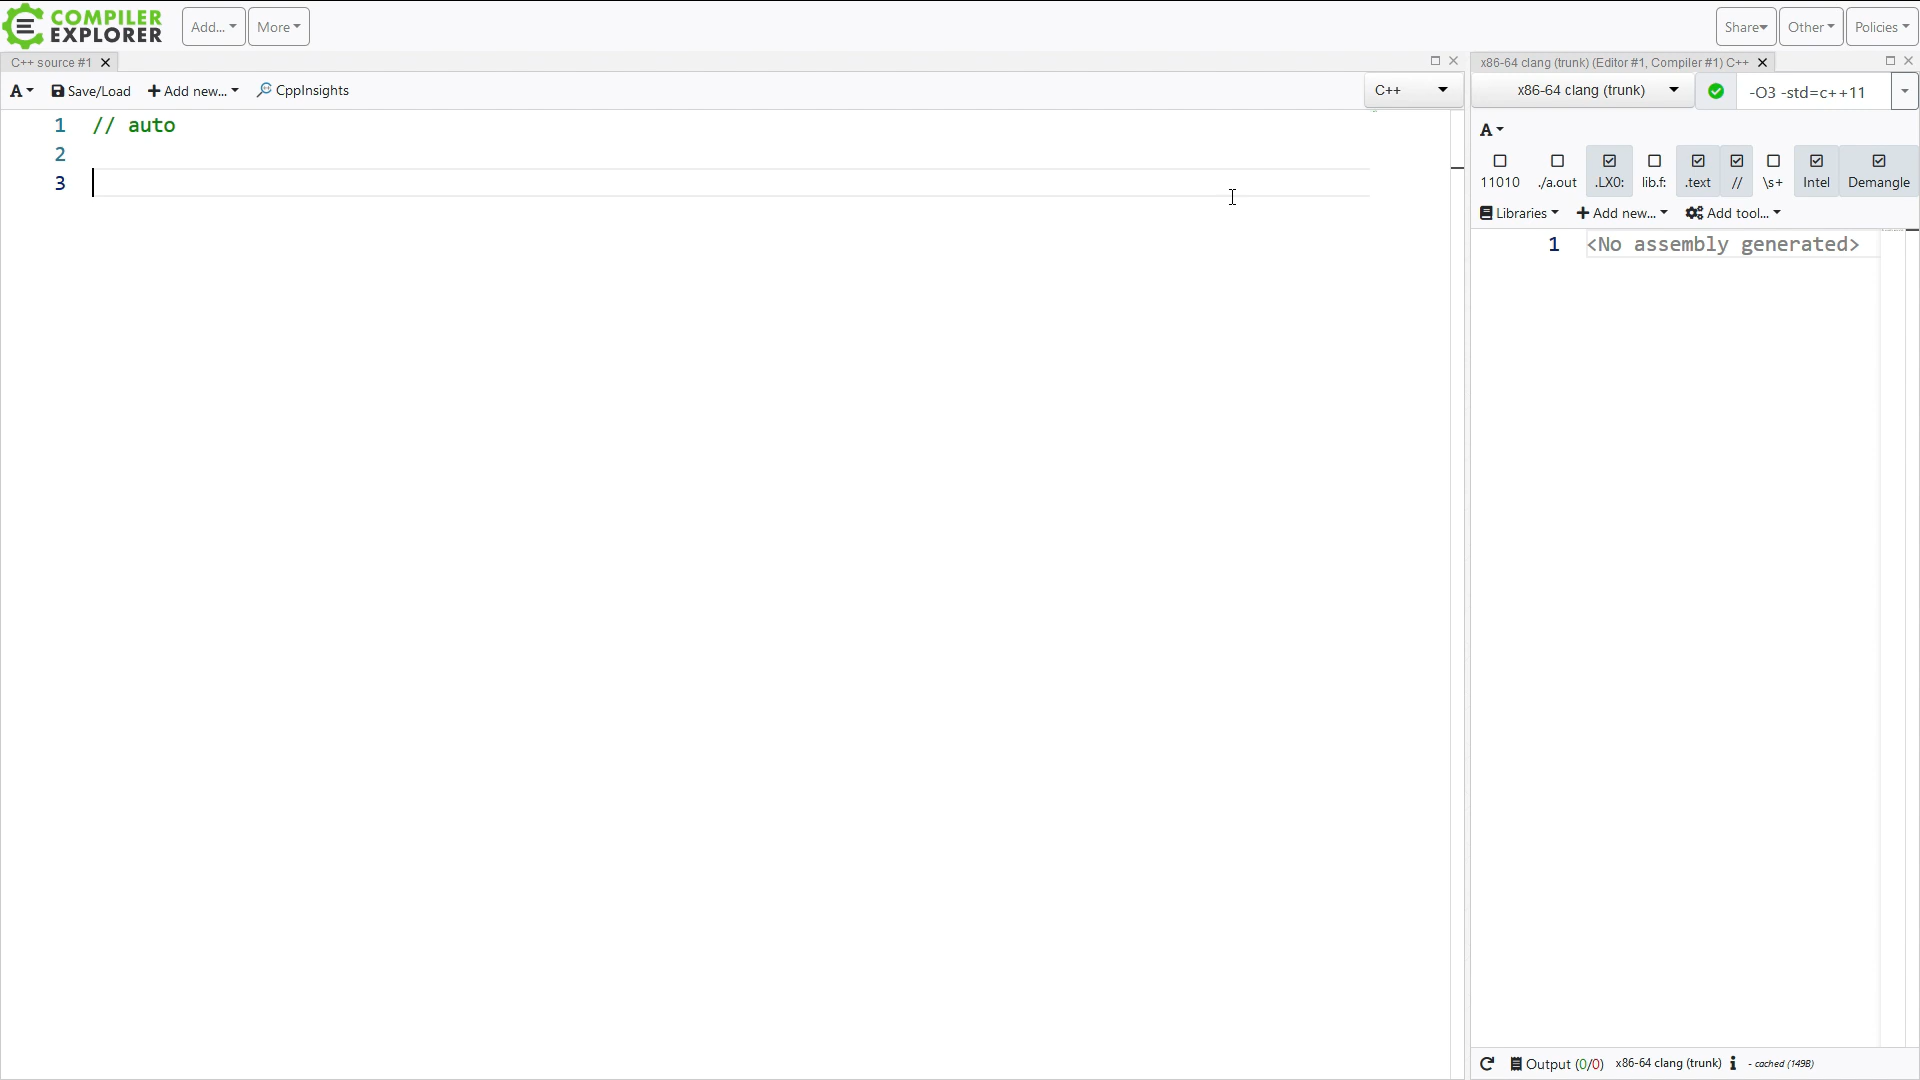 COMPILER
EXPLORER
Add...
More
Share
Other
Policies
C++ source #1
x86-64 clang (trunk) (Editor #1, Compiler #1) C++
A
Save/Load
Add new...
CppInsights
C++
x86-64 clang (trunk)
-O3 -std=c++11
A
11010
./a.out
.LX0:
lib.f:
.text
//
\s+
Intel
Demangle
Libraries
Add new...
Add tool...
1 // auto
2
3
1 <No assembly generated>
Output (0/0) x86-64 clang (trunk) i - cached (149B)